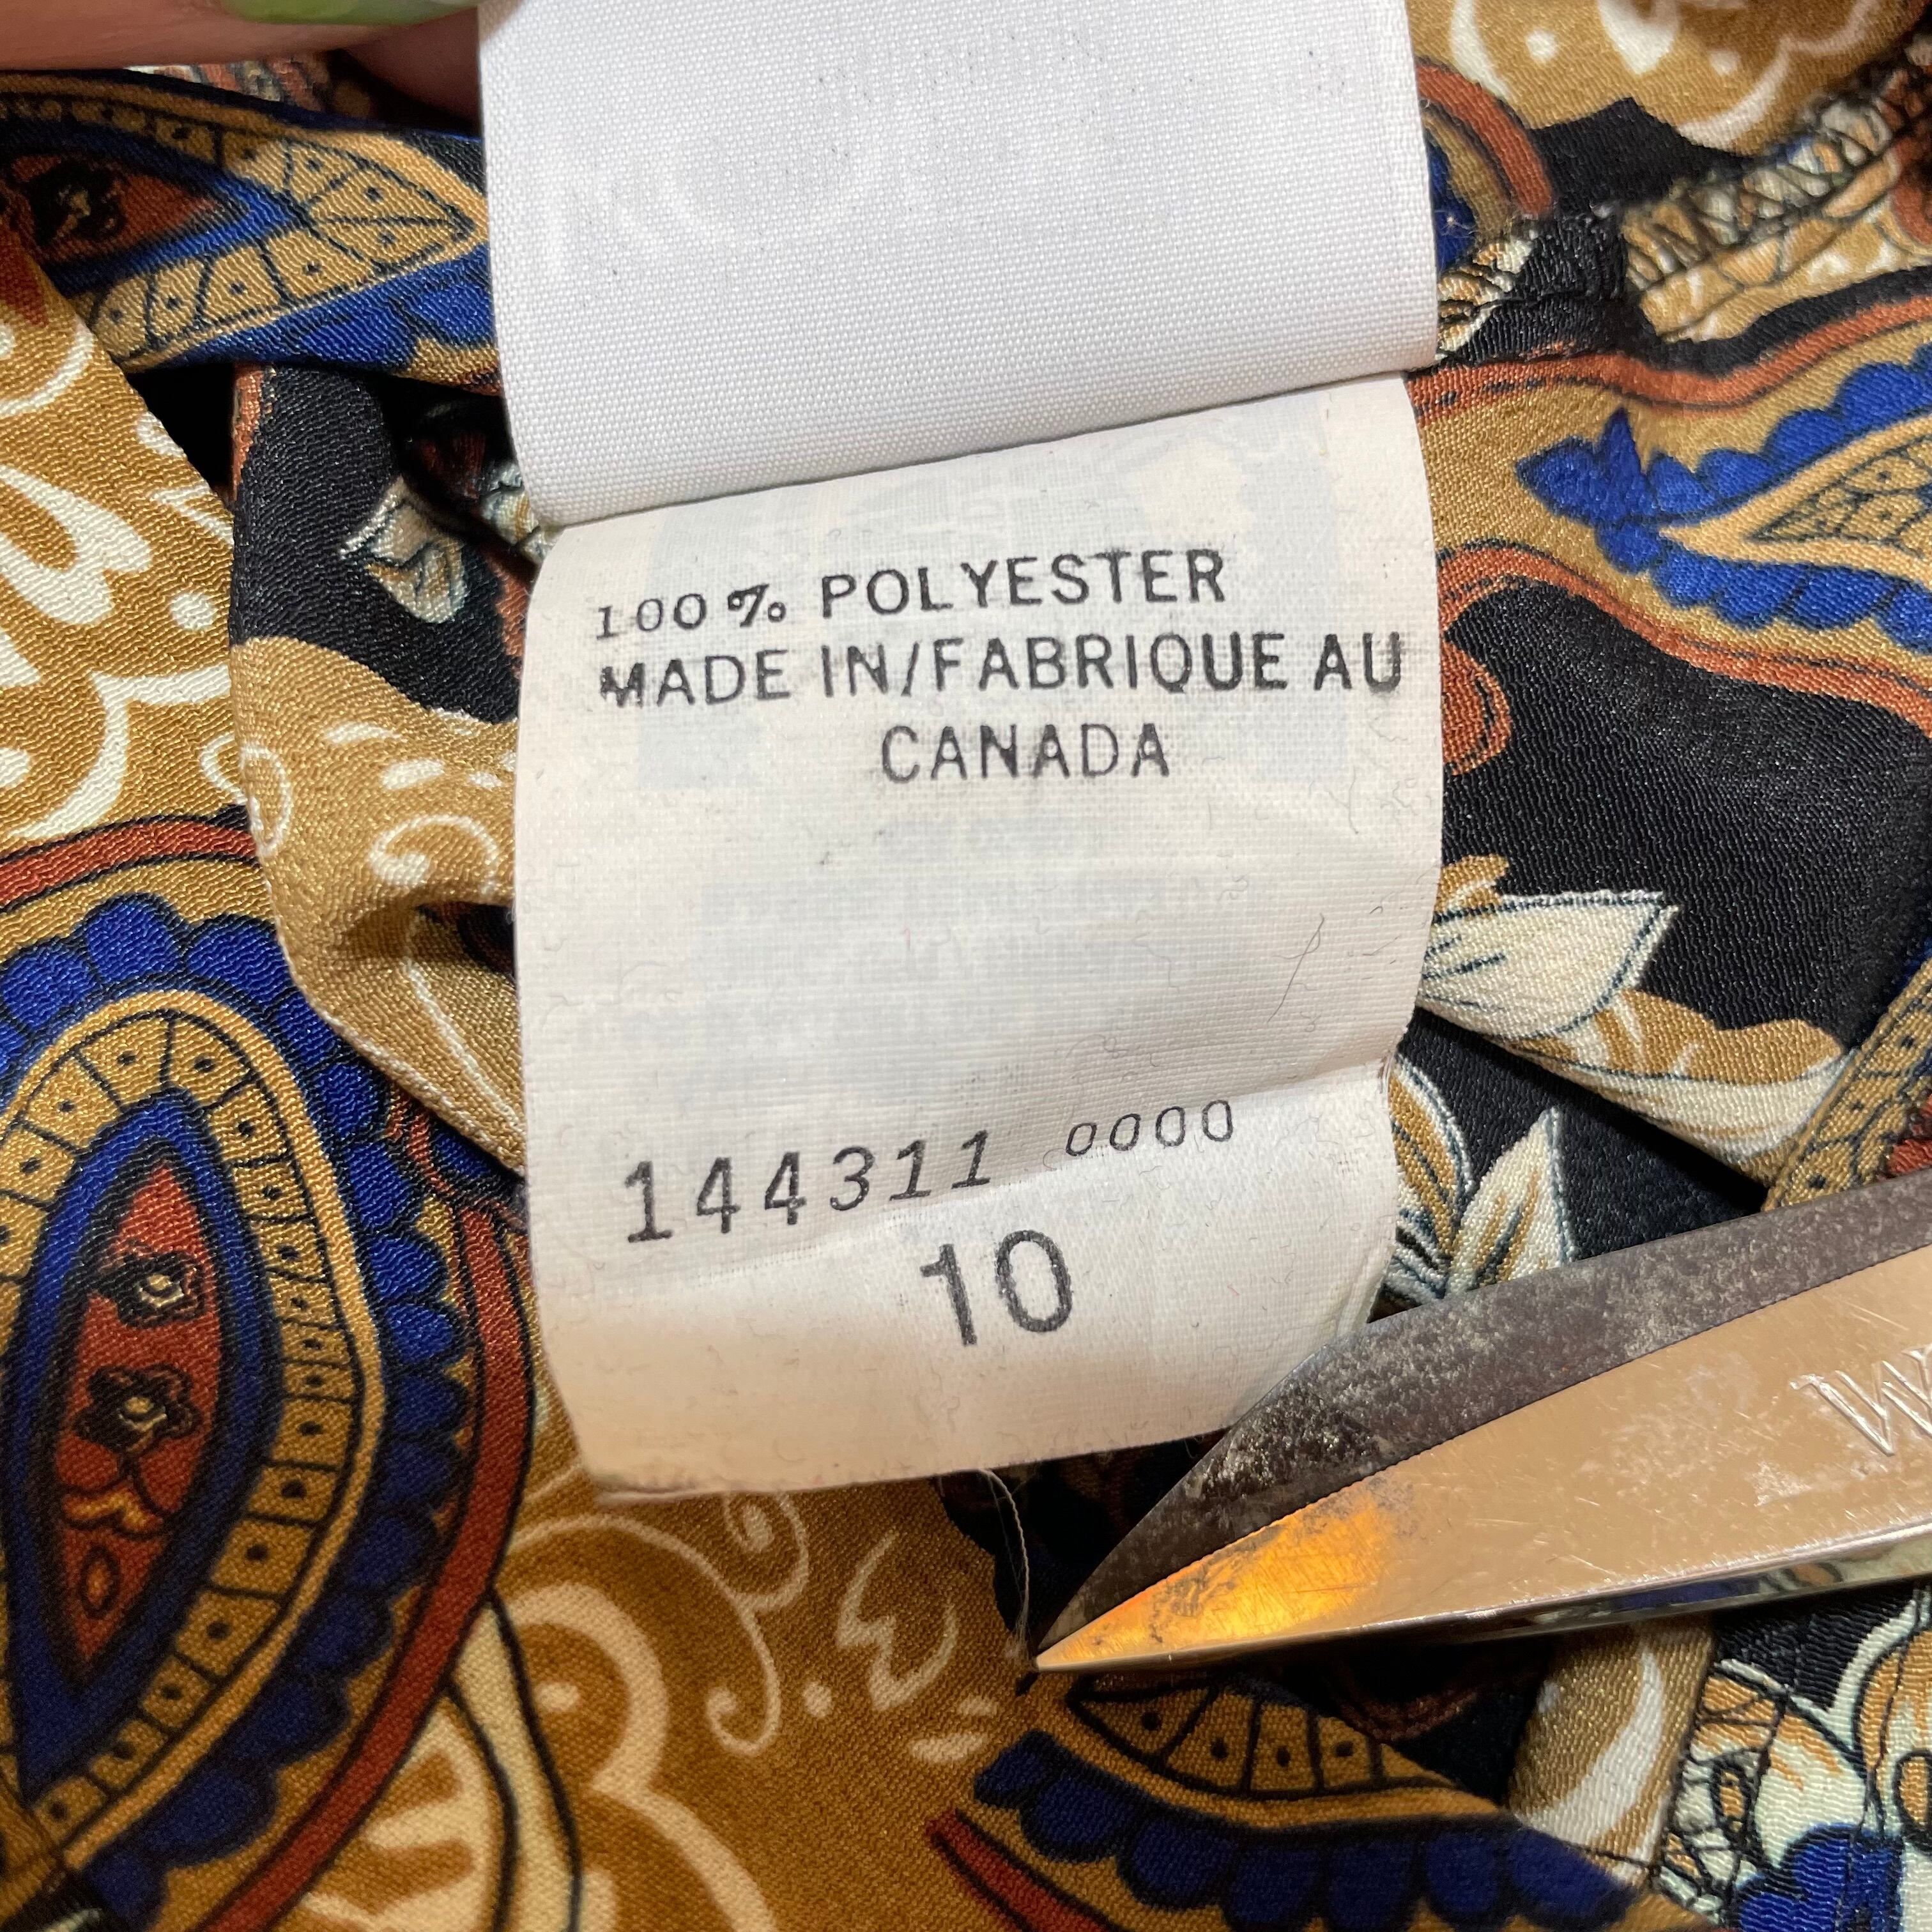 100% POLYESTER
MADE IN/FABRIQUE AU
CANADA
144311 0000
10